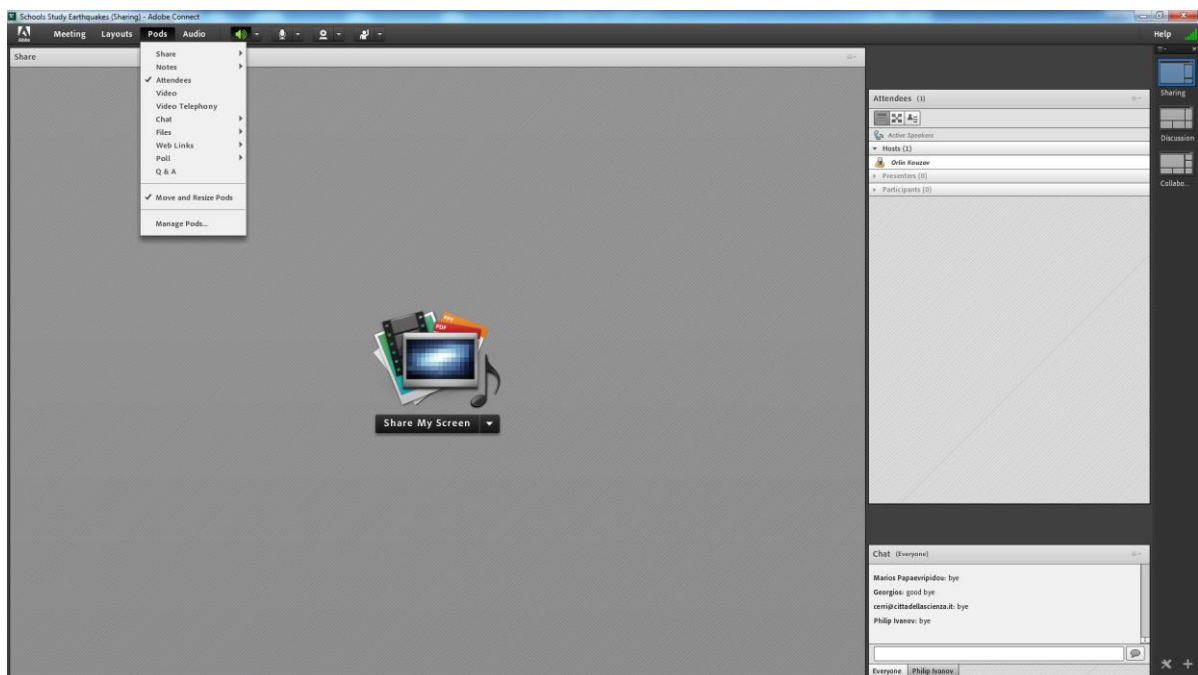 Schools Study Earthquakes (Sharing) - Adobe Connect
Adobe
Meeting Layouts Pods Audio Help
Share
Share
Notes
Attendees
Video
Video Telephony
Chat
Files
Web Links
Poll
Q & A
Move and Resize Pods
Manage Pods...
PPT
PDF
Share My Screen
Attendees (1)
Active Speakers
Hosts (1)
Orlin Kouzov
Presenters (0)
Participants (0)
Chat (Everyone)
Marios Papaevripidou: bye
Georgios: good bye
cerri@cittadellascienza.it: bye
Philip Ivanov: bye
Everyone Philip Ivanov
Sharing
Discussion
Collabo...